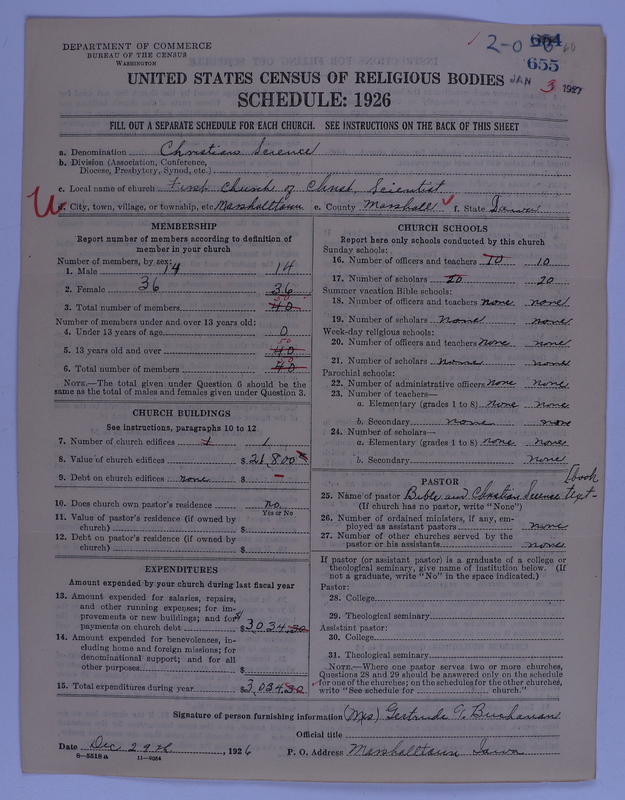 DEPARTMENT OF COMMERCE
BUREAU OF THE CENSUS
WASHINGTON
2-0
654
655
JAN 3 1927
UNITED STATES CENSUS OF RELIGIOUS BODIES
SCHEDULE: 1926
FILL OUT A SEPARATE SCHEDULE FOR EACH CHURCH. SEE INSTRUCTIONS ON THE BACK OF THIS SHEET
a. Denomination Christian Science
b. Division (Association, Conference,
Diocese, Presbytery, Synod, etc.)
c. Local name of church First Church of Christ, Scientist
d. City, town, village, or township, etc. Marshalltown e. County Marshall f. State Iowa
MEMBERSHIP
Report number of members according to definition of
member in your church
Number of members, by sex:
1. Male 14 14
2. Female 36 36
3. Total number of members 50 40
Number of members under and over 13 years old:
4. Under 13 years of age 0
5. 13 years old and over 50 40
6. Total number of members 50 40
NOTE.—The total given under Question 6 should be the
same as the total of males and females given under Question 3.
CHURCH BUILDINGS
See instructions, paragraphs 10 to 12
7. Number of church edifices 1 1
8. Value of church edifices $21,800
9. Debt on church edifices none $ —
10. Does church own pastor's residence no
Yes or No
11. Value of pastor's residence (if owned by
church) $
12. Debt on pastor's residence (if owned by
church) $
EXPENDITURES
Amount expended by your church during last fiscal year
13. Amount expended for salaries, repairs,
and other running expenses; for im-
provements or new buildings; and for
payments on church debt $3034.30
14. Amount expended for benevolences, in-
cluding home and foreign missions; for
denominational support; and for all
other purposes $
15. Total expenditures during year $3,034.30
CHURCH SCHOOLS
Report here only schools conducted by this church
Sunday schools:
16. Number of officers and teachers 10 10
17. Number of scholars 20 20
Summer vacation Bible schools:
18. Number of officers and teachers none none
19. Number of scholars none none
Week-day religious schools:
20. Number of officers and teachers none none
21. Number of scholars none none
Parochial schools:
22. Number of administrative officers none none
23. Number of teachers—
a. Elementary (grades 1 to 8) none none
b. Secondary none none
24. Number of scholars—
a. Elementary (grades 1 to 8) none none
b. Secondary none
PASTOR
25. Name of pastor Bible and Christian Science text book
(If church has no pastor, write "None")
26. Number of ordained ministers, if any, em-
ployed as assistant pastors none
27. Number of other churches served by the
pastor or his assistants none
If pastor (or assistant pastor) is a graduate of a college or
theological seminary, give name of institution below. (If
not a graduate, write "No" in the space indicated.)
Pastor:
28. College
29. Theological seminary
Assistant pastor:
30. College
31. Theological seminary
NOTE.—Where one pastor serves two or more churches,
Questions 28 and 29 should be answered only on the schedule
for one of the churches; on the schedules for the other churches,
write "See schedule for church."
Signature of person furnishing information (Mrs) Gertrude T. Buchanan
Official title
Date Dec 29th, 1926 P. O. Address Marshalltown Iowa
8—5518a 11—9054